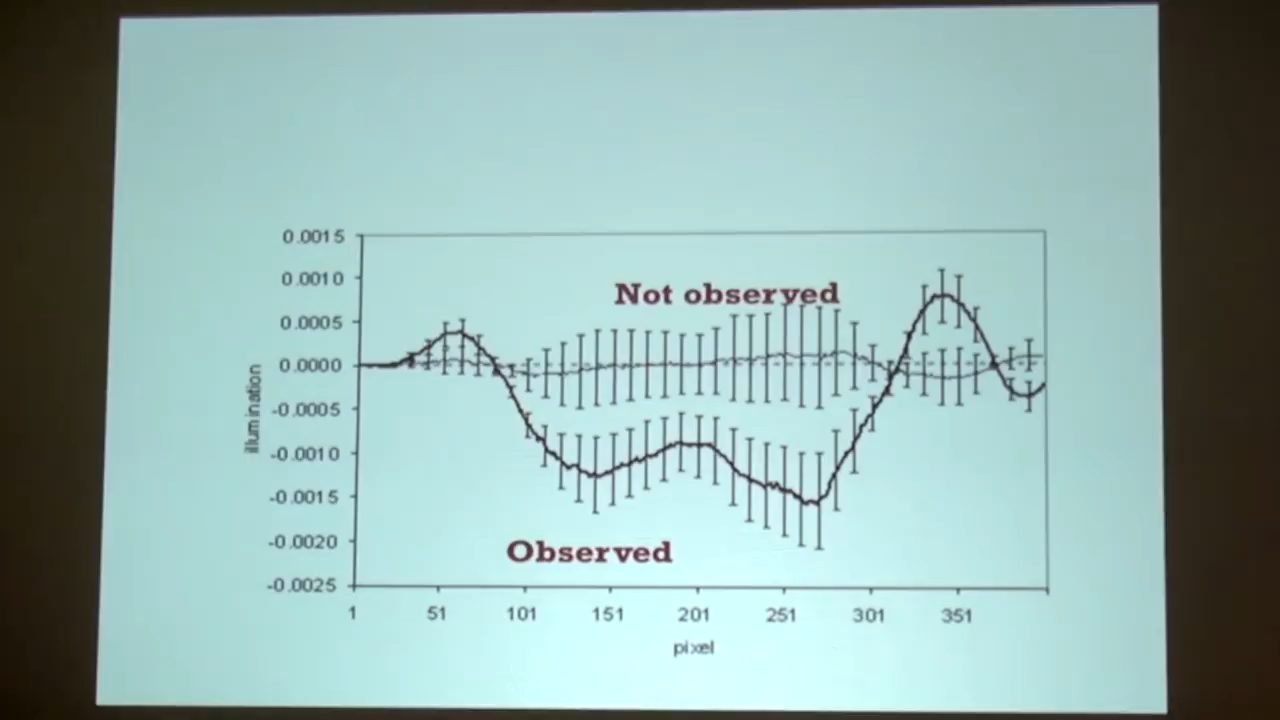 0.0015
0.0010
Not observed
0.0005
0.0000
illumination
-0.0005
-0.0010
-0.0015
-0.0020
Observed
-0.0025
1 51 101 151 201 251 301 351
pixel